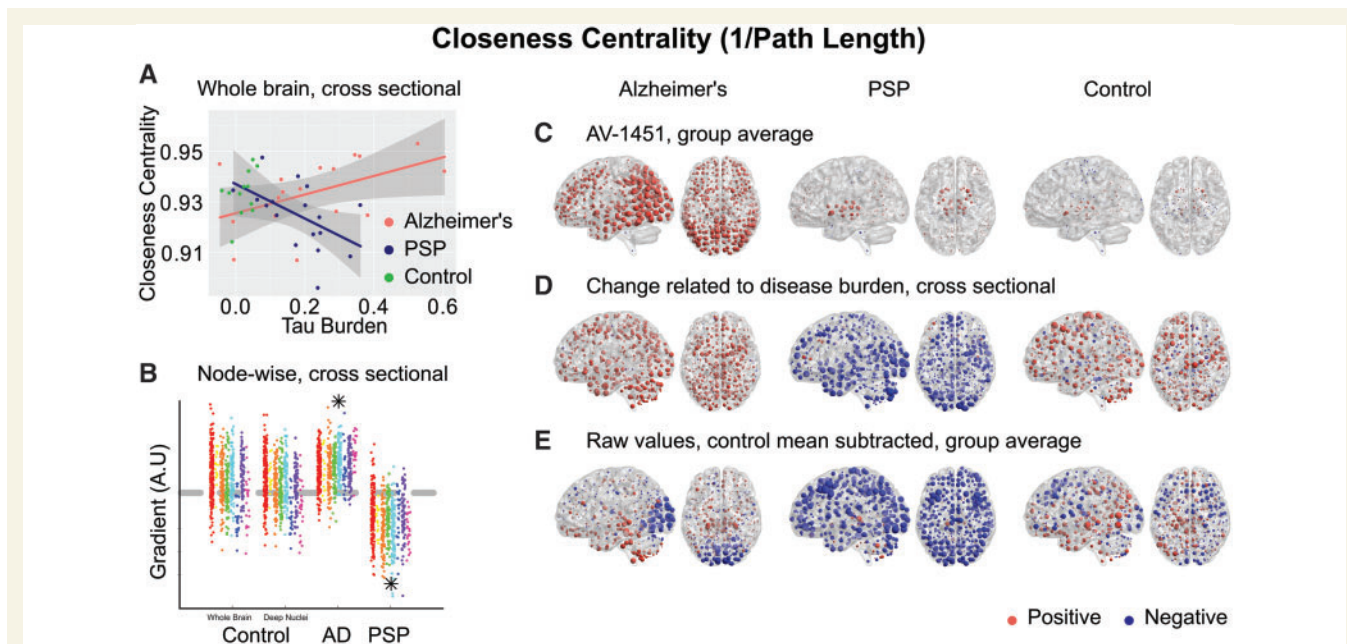 Closeness Centrality (1/Path Length)
A
Whole brain, cross sectional
Closeness Centrality
0.95
0.93
0.91
Alzheimer's
PSP
Control
0.0 0.2 0.4 0.6
Tau Burden
B
Node-wise, cross sectional
Gradient (A.U)
Whole Brain Deep Nuclei
Control AD PSP
Alzheimer's PSP Control
C AV-1451, group average
D Change related to disease burden, cross sectional
E Raw values, control mean subtracted, group average
Positive Negative